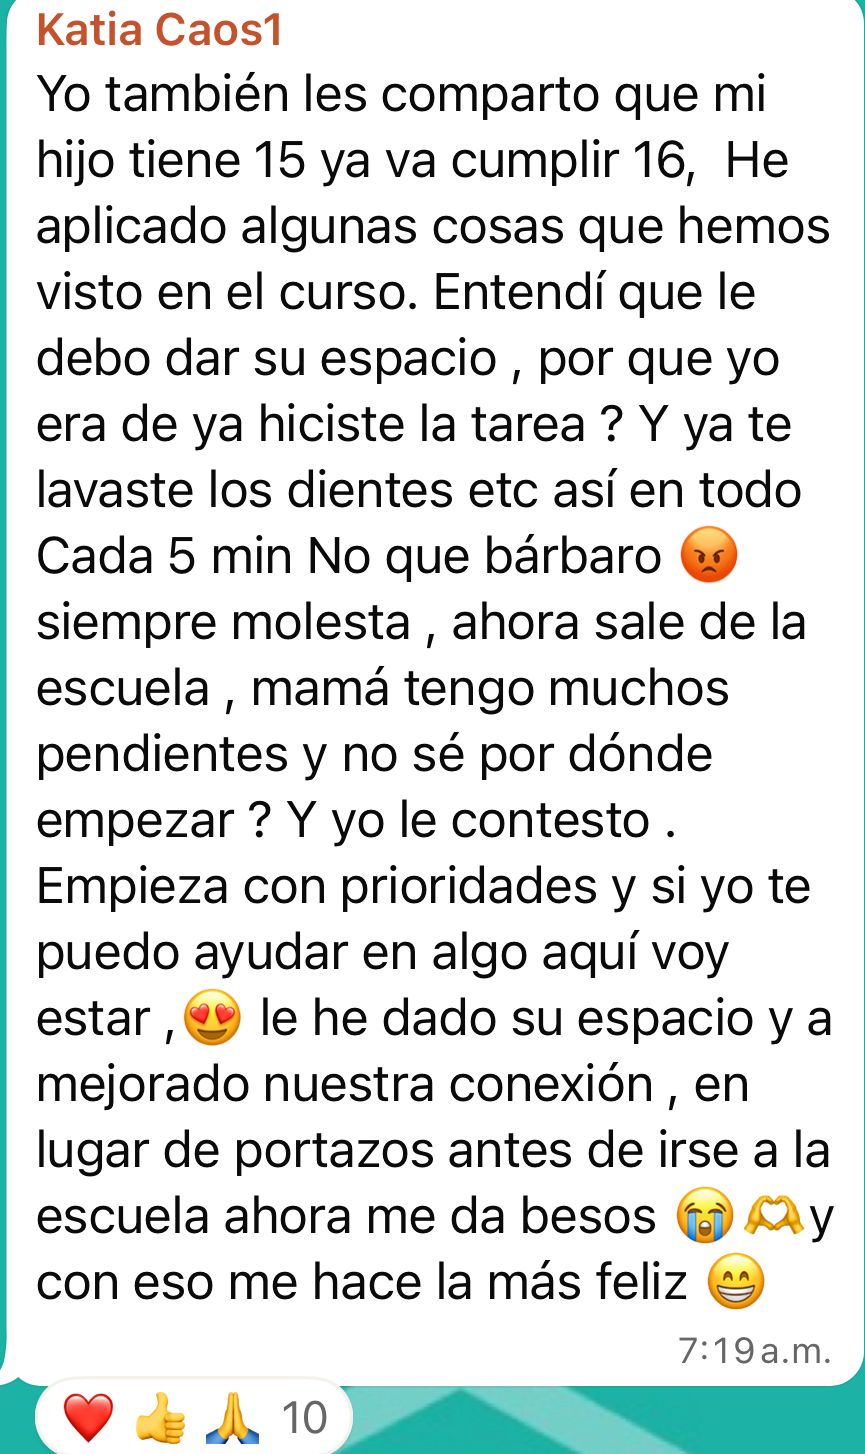 Katia Caos1
Yo también les comparto que mi
hijo tiene 15 ya va cumplir 16,  He
aplicado algunas cosas que hemos
visto en el curso. Entendí que le
debo dar su espacio , por que yo
era de ya hiciste la tarea ? Y ya te
lavaste los dientes etc así en todo
Cada 5 min No que bárbaro 😡
siempre molesta , ahora sale de la
escuela , mamá tengo muchos
pendientes y no sé por dónde
empezar ? Y yo le contesto .
Empieza con prioridades y si yo te
puedo ayudar en algo aquí voy
estar ,😍 le he dado su espacio y a
mejorado nuestra conexión , en
lugar de portazos antes de irse a la
escuela ahora me da besos 😭🫶y
con eso me hace la más feliz 😁
7:19 a.m.
❤️👍🙏 10